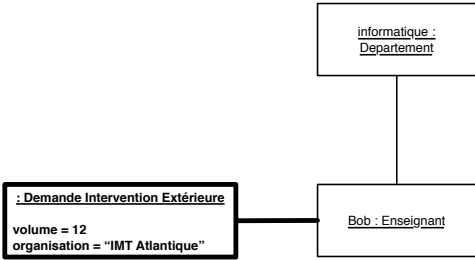 informatique :
Departement
: Demande Intervention Extérieure
volume = 12
organisation = “IMT Atlantique”
Bob : Enseignant